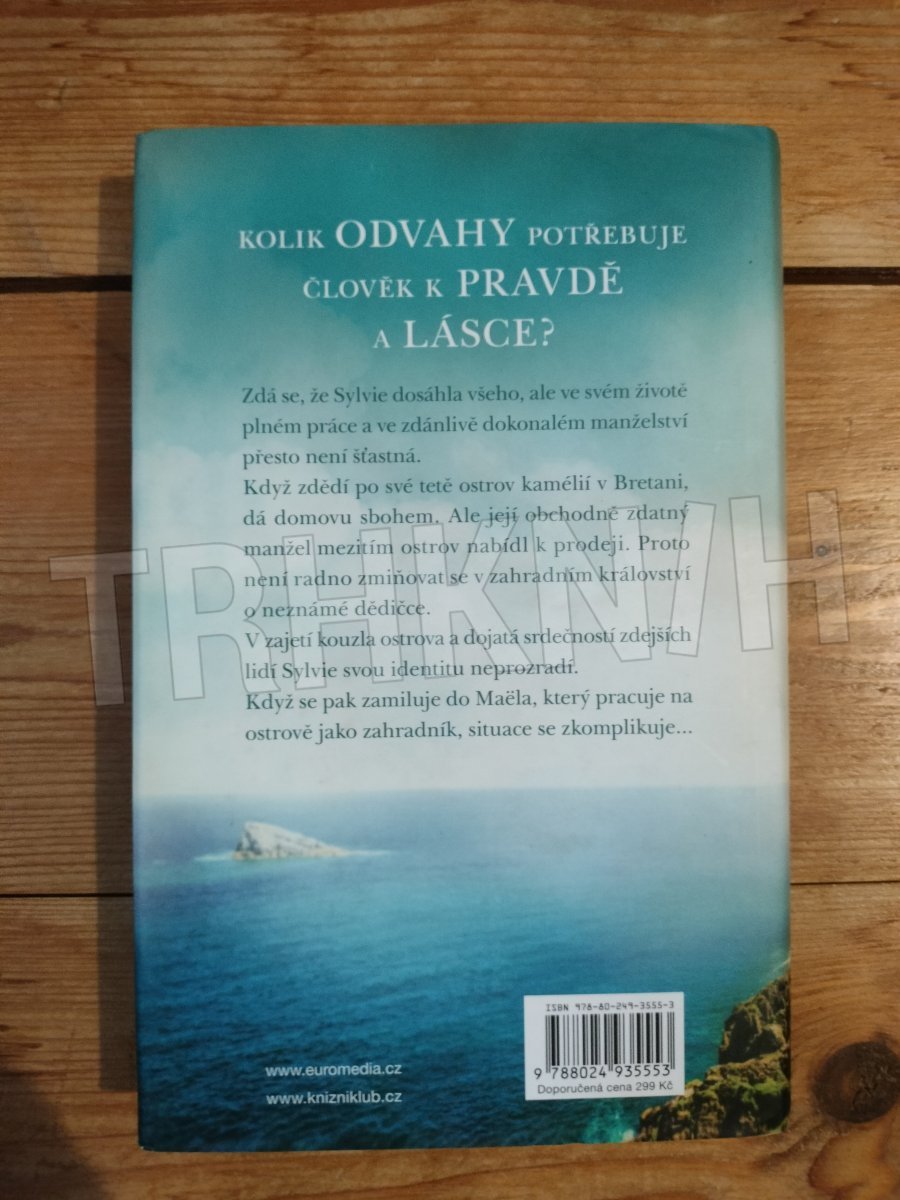 KOLIK ODVAHY POTŘEBUJE
ČLOVĚK K PRAVDĚ
A LÁSCE?
Zdá se, že Sylvie dosáhla všeho, ale ve svém životě
plném práce a ve zdánlivě dokonalém manželství
přesto není šťastná.
Když zdědí po své tetě ostrov kamélií v Bretani,
dá domovu sbohem. Ale její obchodně zdatný
manžel mezitím ostrov nabídl k prodeji. Proto
není radno zmiňovat se v zahradním království
o neznámé dědičce.
V zajetí kouzla ostrova a dojatá srdečností zdejších
lidí Sylvie svou identitu neprozradí.
Když se pak zamiluje do Maëla, který pracuje na
ostrově jako zahradník, situace se zkomplikuje...
TRHKNIH
ISBN 978-80-249-3555-3
9 788024 935553
Doporučená cena 299 Kč
www.euromedia.cz
www.knizniklub.cz